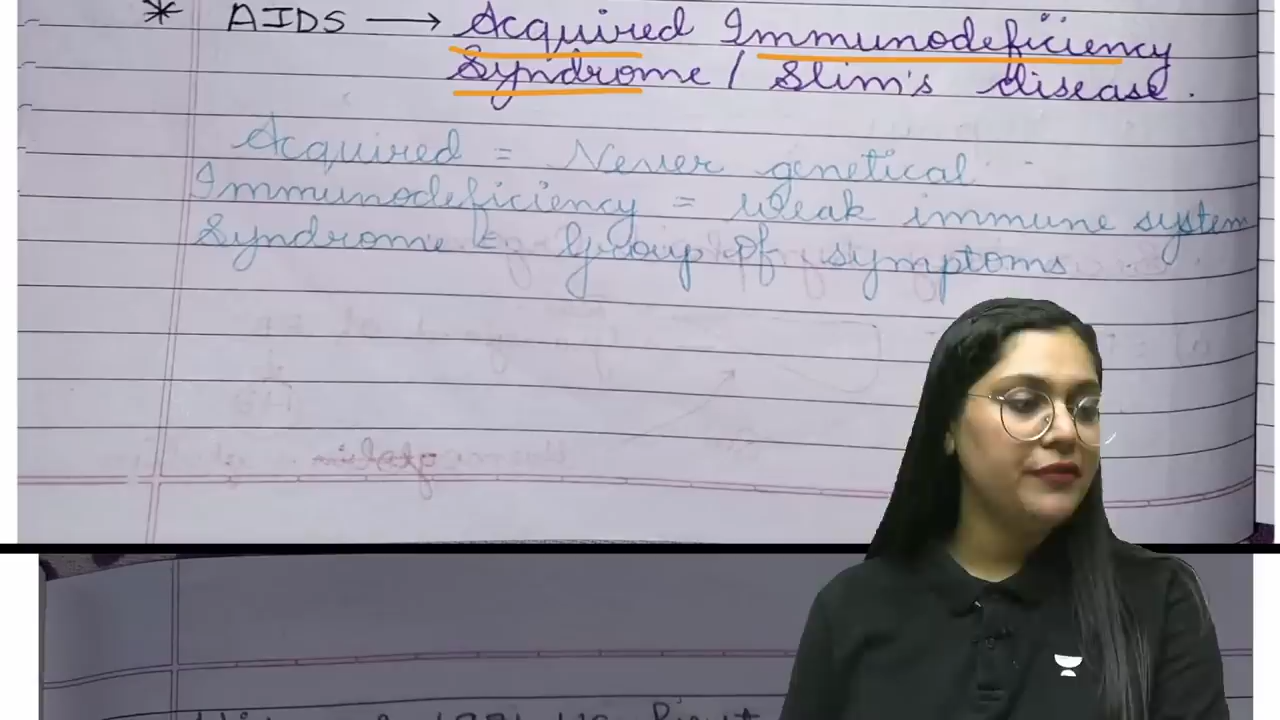 * AIDS → Acquired Immunodeficiency
Syndrome / Slim's disease.
Acquired = Never genetical
Immunodeficiency = Weak immune system
Syndrome = Group of symptoms.